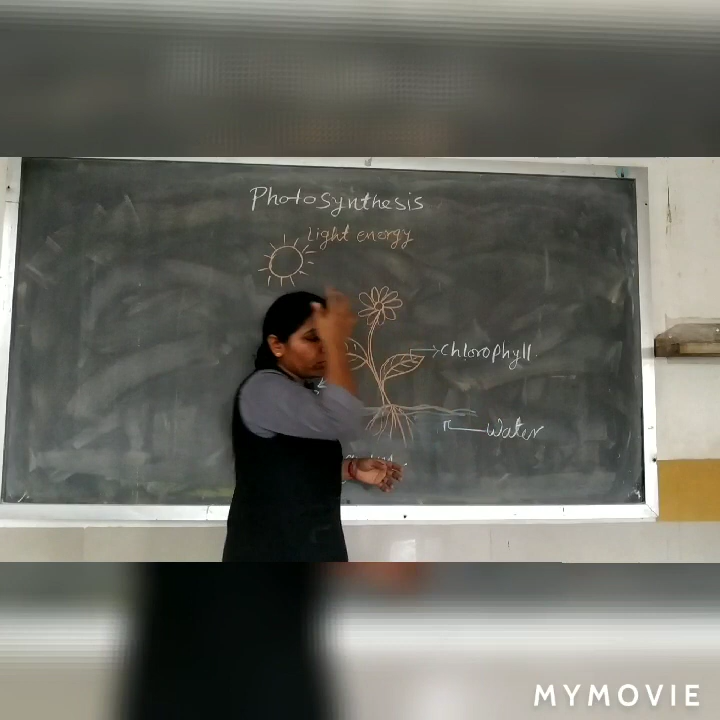 Photosynthesis
Light energy
Chlorophyll.
Water
MYMOVIE